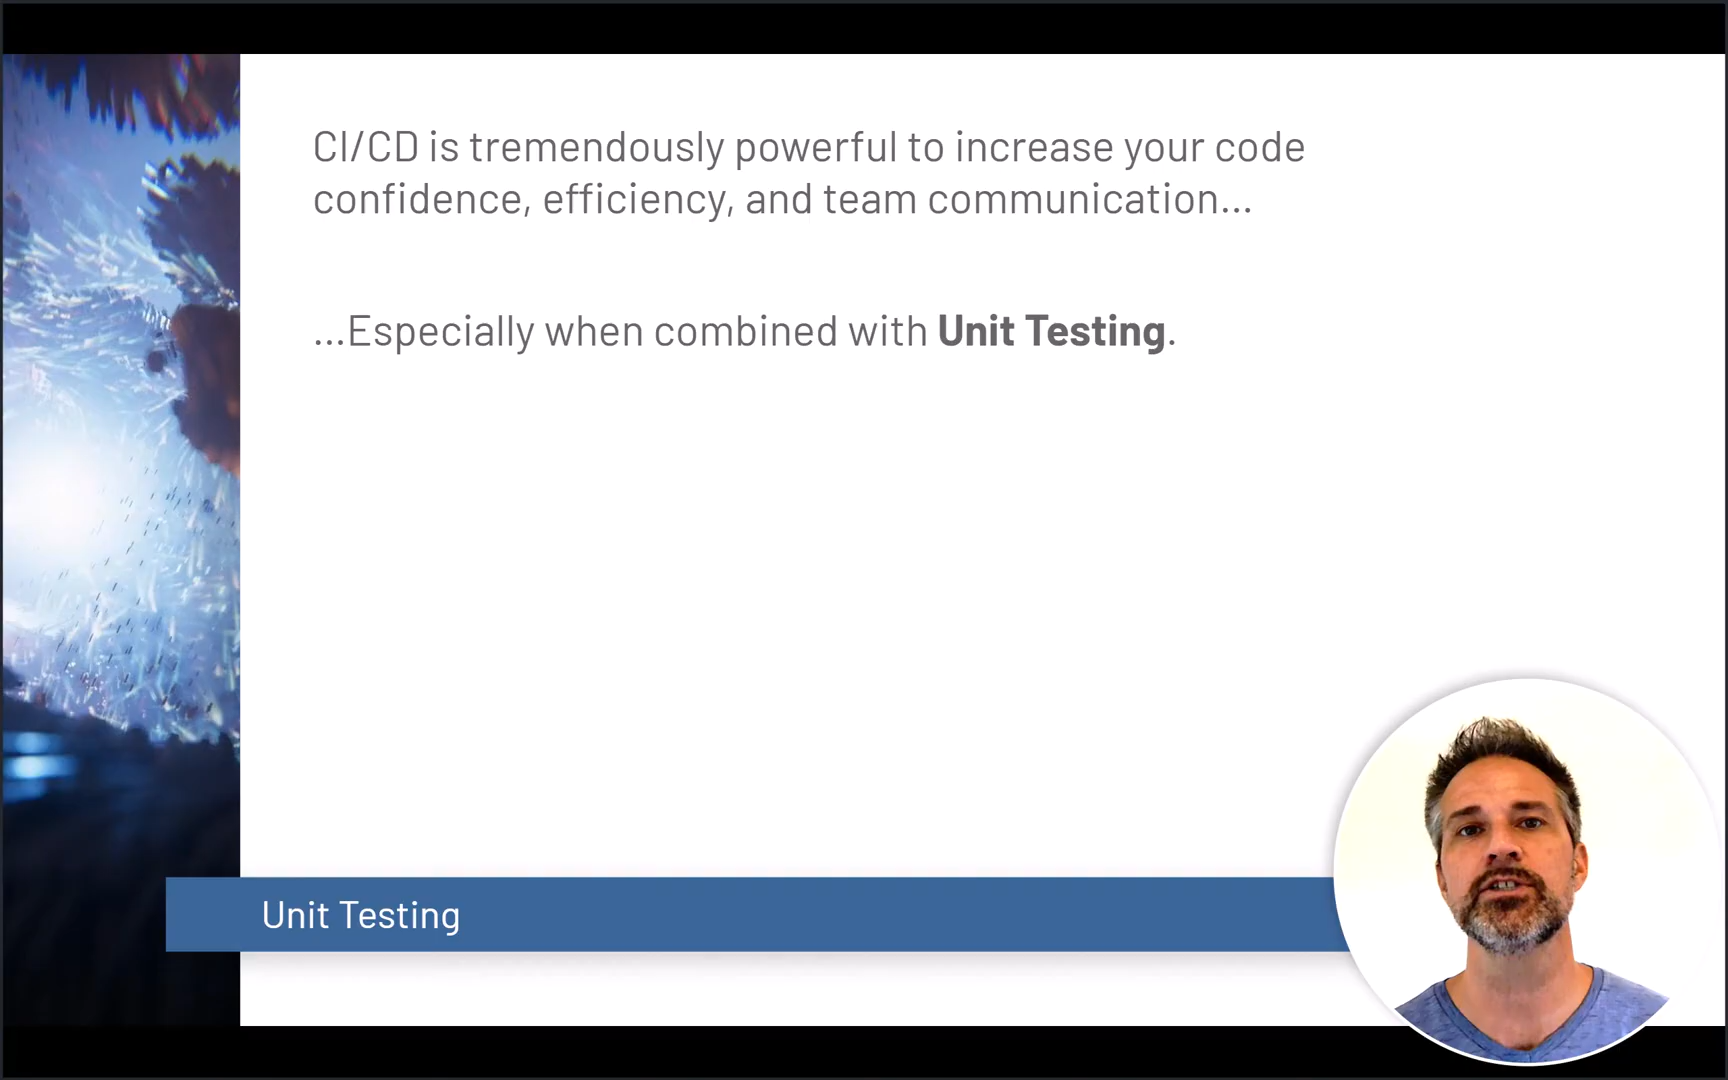 CI/CD is tremendously powerful to increase your code
confidence, efficiency, and team communication...
...Especially when combined with Unit Testing.
Unit Testing